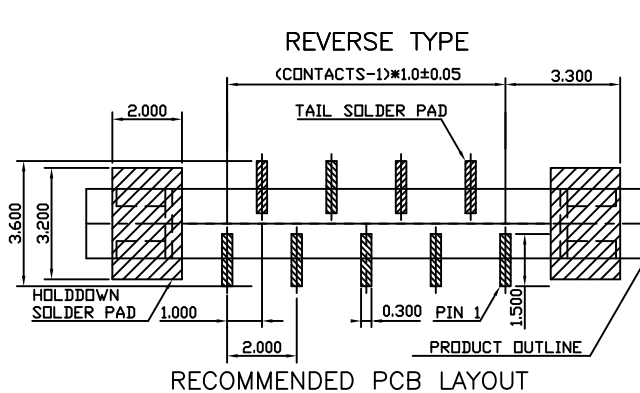 REVERSE TYPE
(CONTACTS-1)*1.0±0.05
3.300
2.000
TAIL SOLDER PAD
3.600
3.200
HOLDDOWN
SOLDER PAD
1.000
0.300
PIN 1
1.500
2.000
PRODUCT OUTLINE
RECOMMENDED PCB LAYOUT